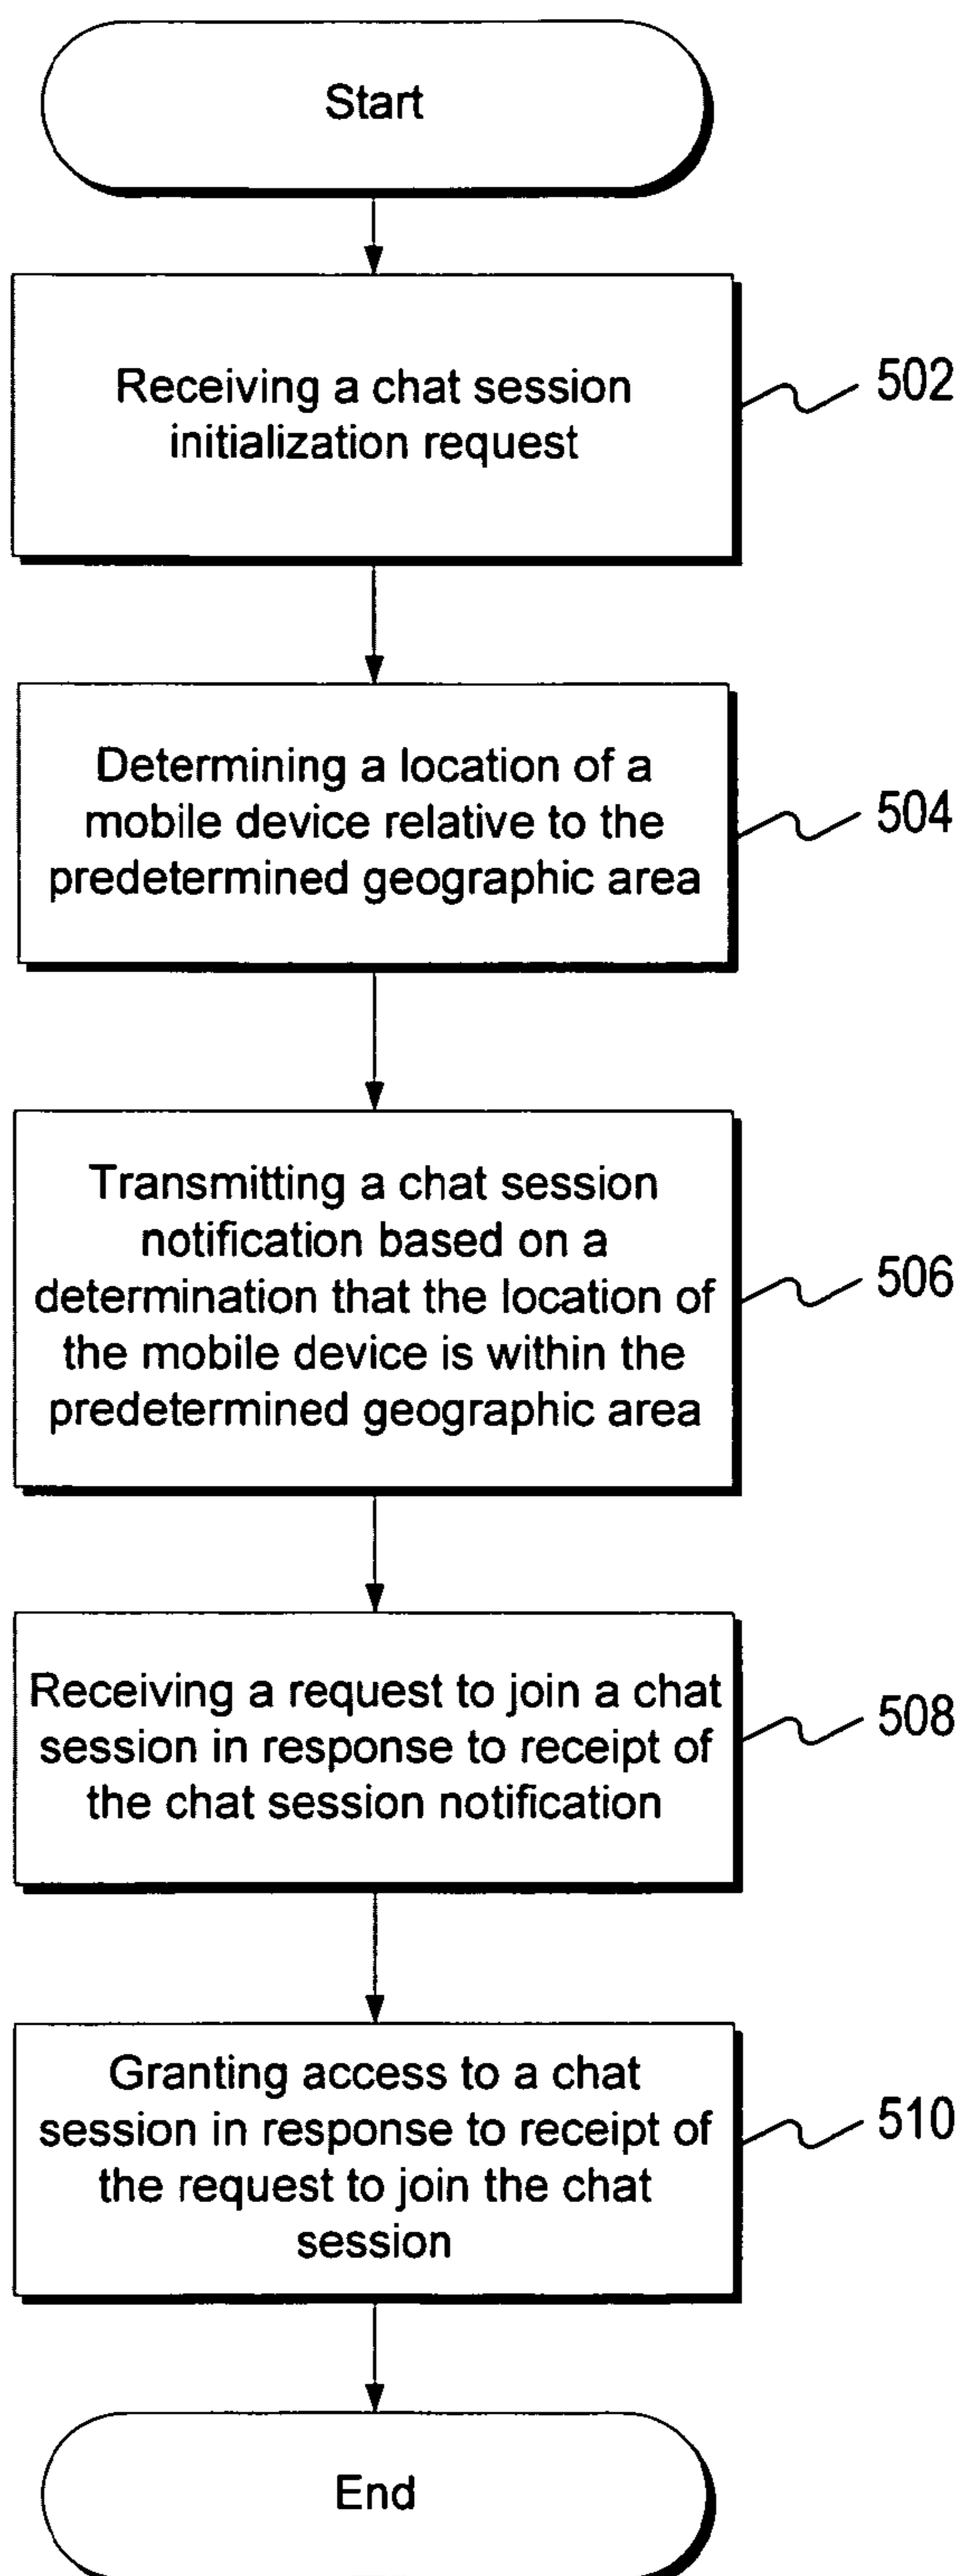 Start
Receiving a chat session
initialization request
502
Determining a location of a
mobile device relative to the
predetermined geographic area
504
Transmitting a chat session
notification based on a
determination that the location of
the mobile device is within the
predetermined geographic area
506
Receiving a request to join a chat
session in response to receipt of
the chat session notification
508
Granting access to a chat
session in response to receipt of
the request to join the chat
session
510
End